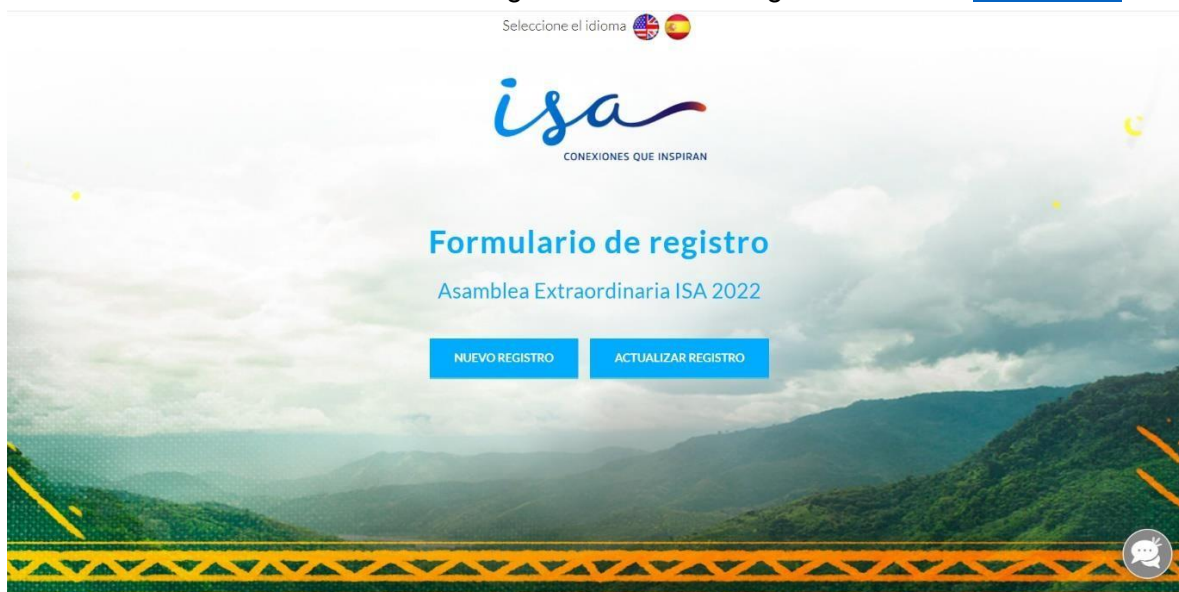 Seleccione el idioma
isa
CONEXIONES QUE INSPIRAN
Formulario de registro
Asamblea Extraordinaria ISA 2022
NUEVO REGISTRO
ACTUALIZAR REGISTRO